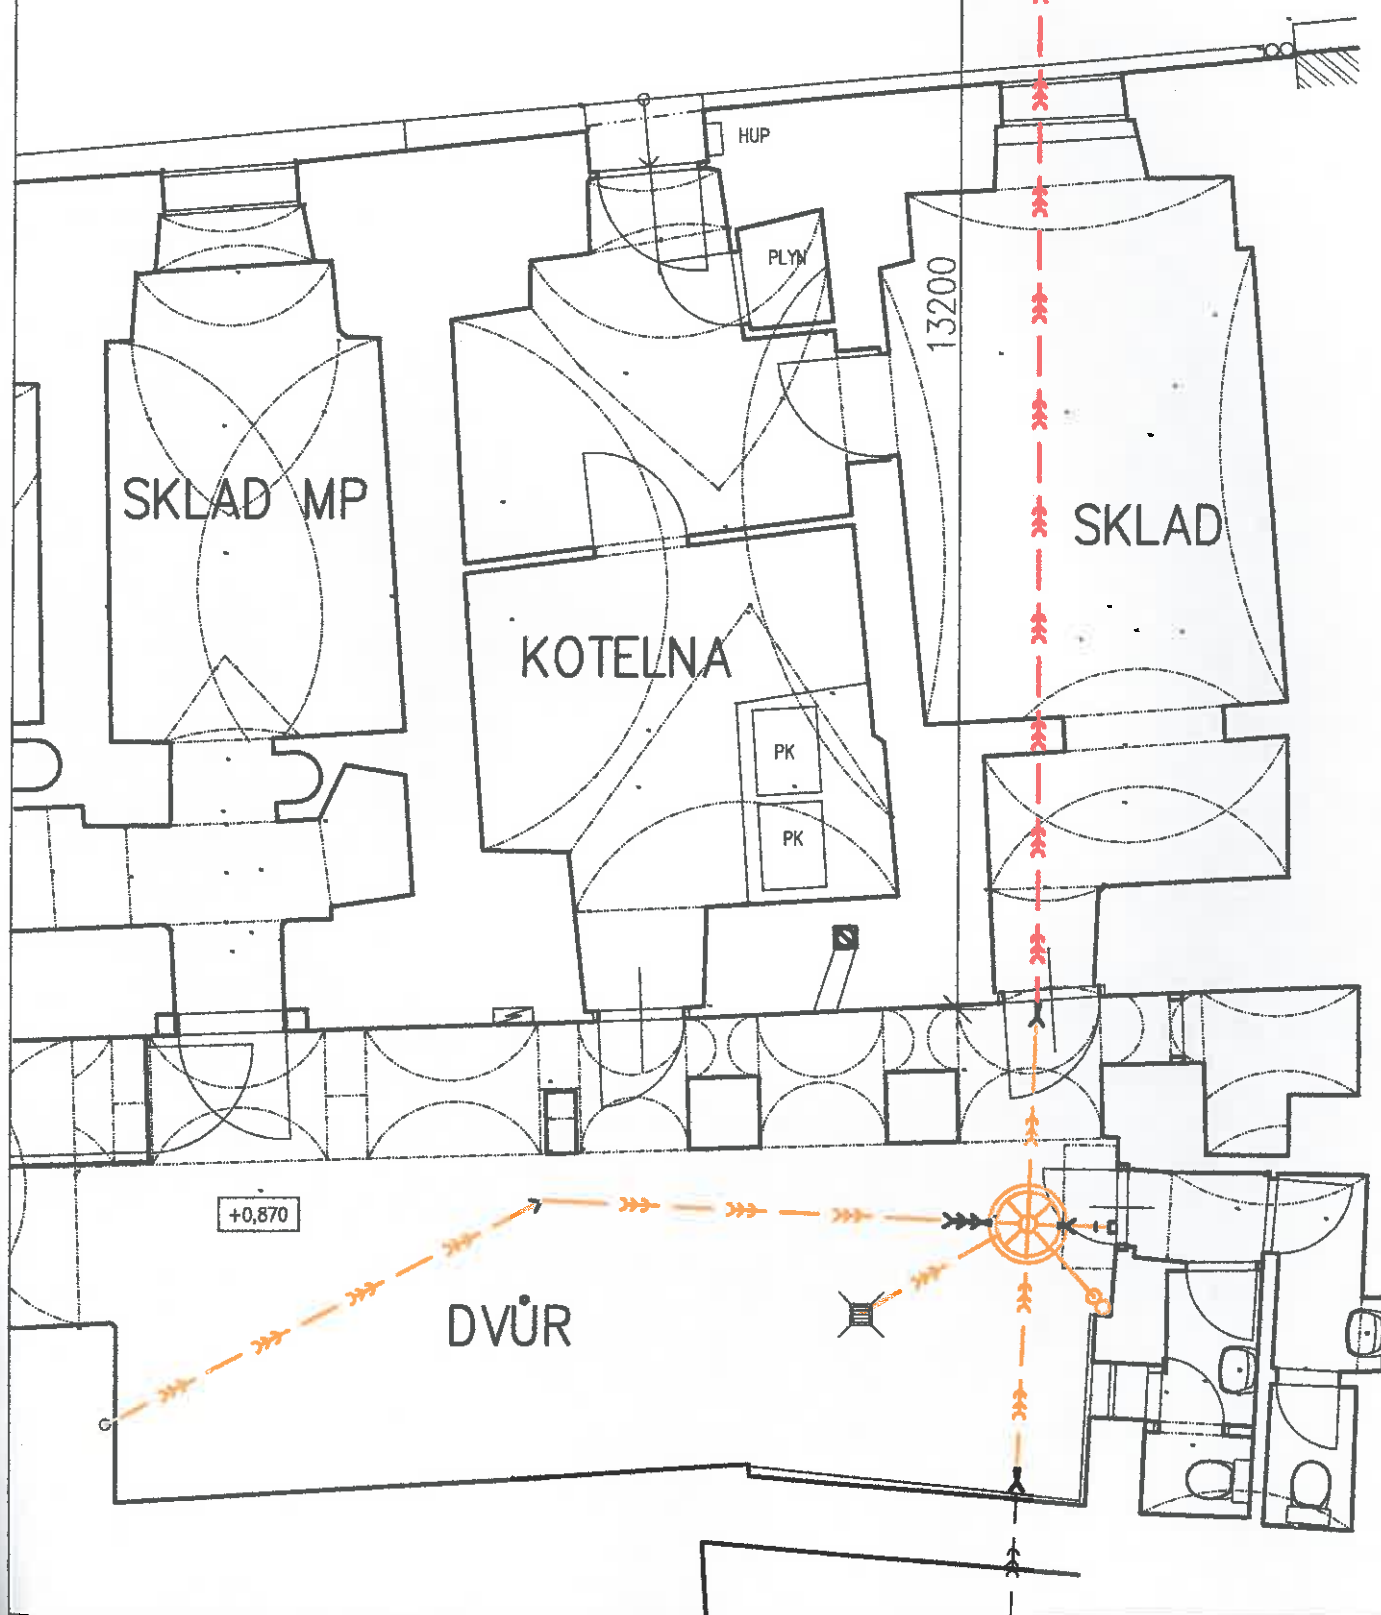 HUP
PLYN
13200
SKLAD MP
SKLAD
KOTELNA
PK
PK
+0,870
DVŮR